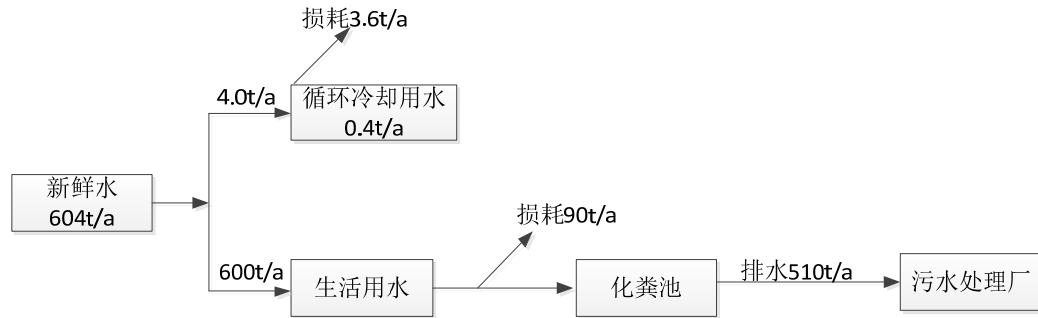 损耗3.6t/a
4.0t/a
循环冷却用水
0.4t/a
新鲜水
604t/a
损耗90t/a
600t/a
生活用水
化粪池
排水510t/a
污水处理厂